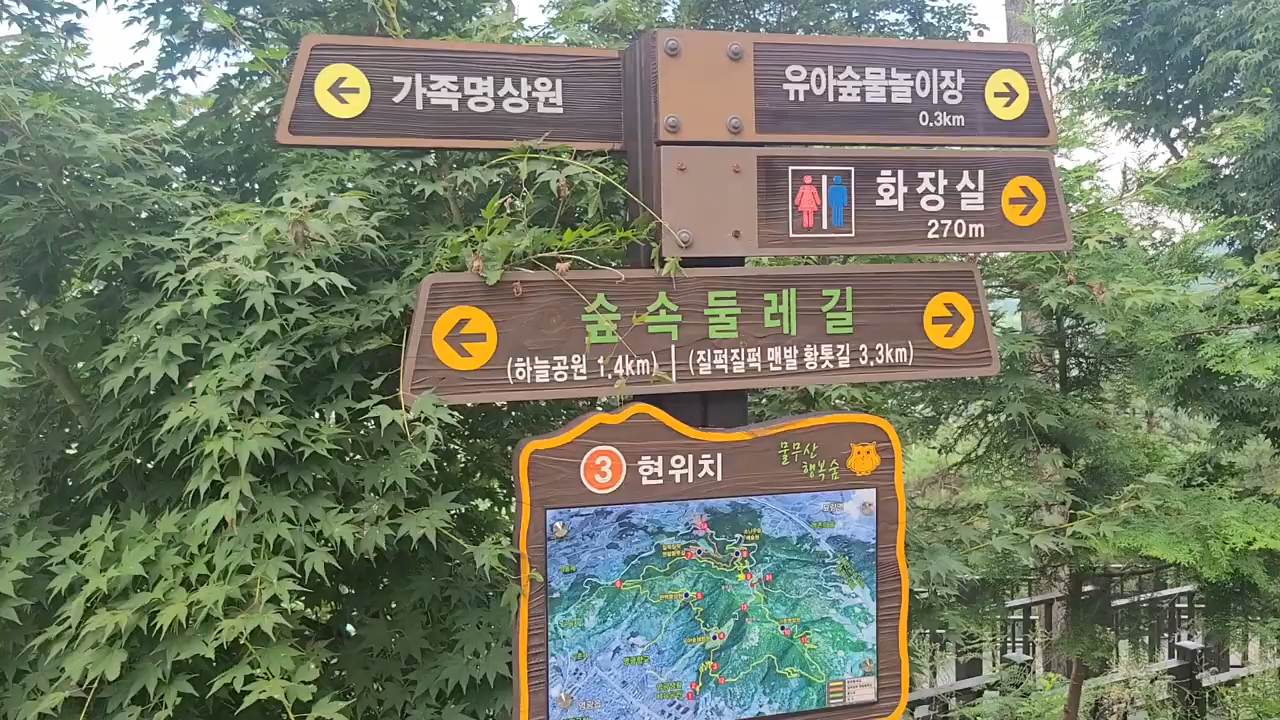 가족명상원
유아숲물놀이장
0.3km
화장실
270m
숲속둘레길
(하늘공원 1.4km) | (질퍽질퍽 맨발 황톳길 3.3km)
3 현위치
물무산
행복숲